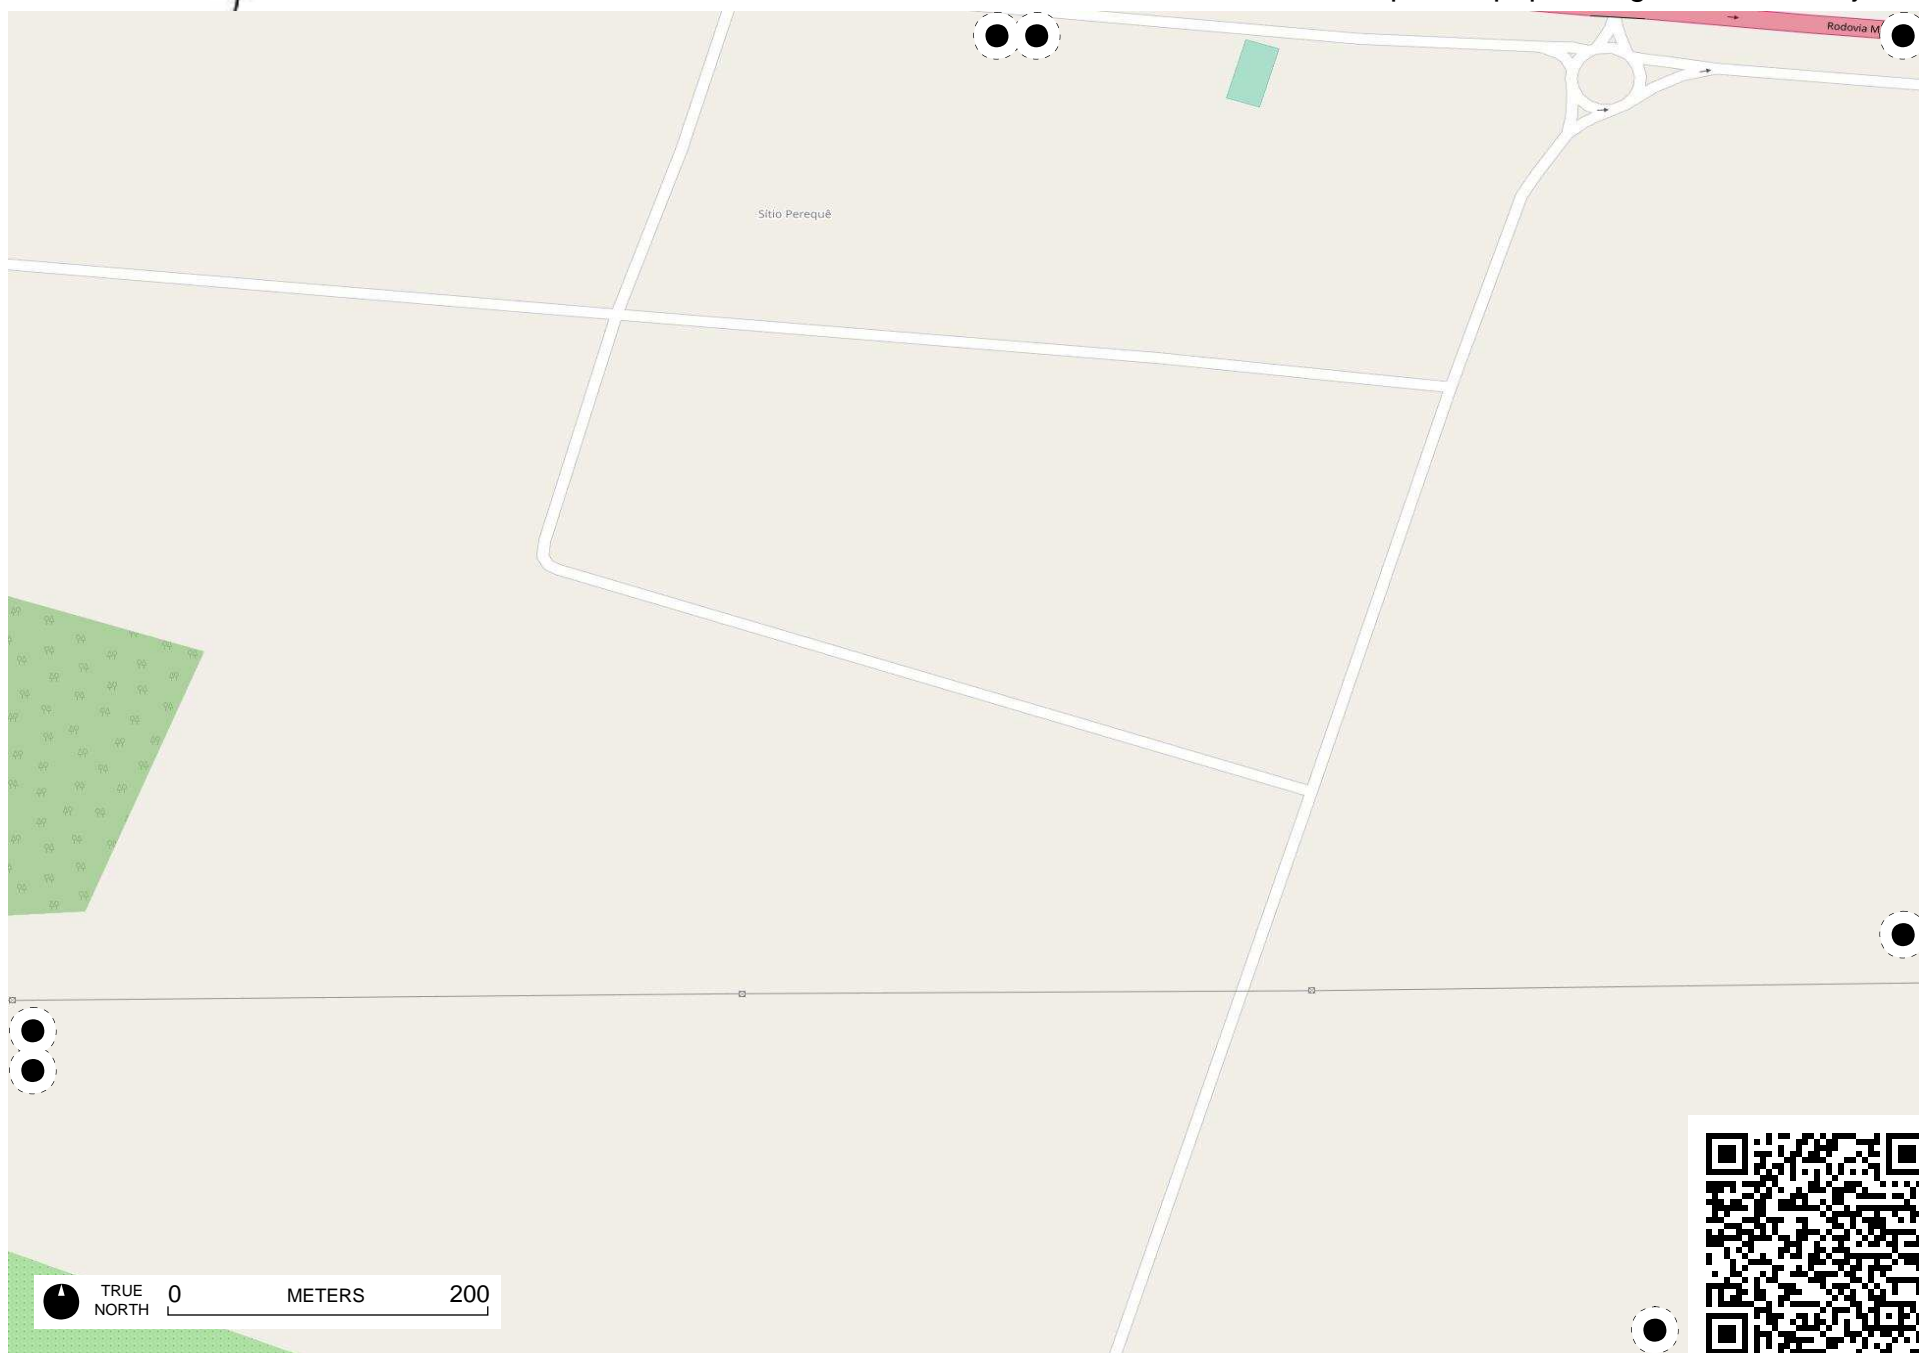 Rodovia M
Sítio Perequê
TRUE
NORTH
0 METERS 200